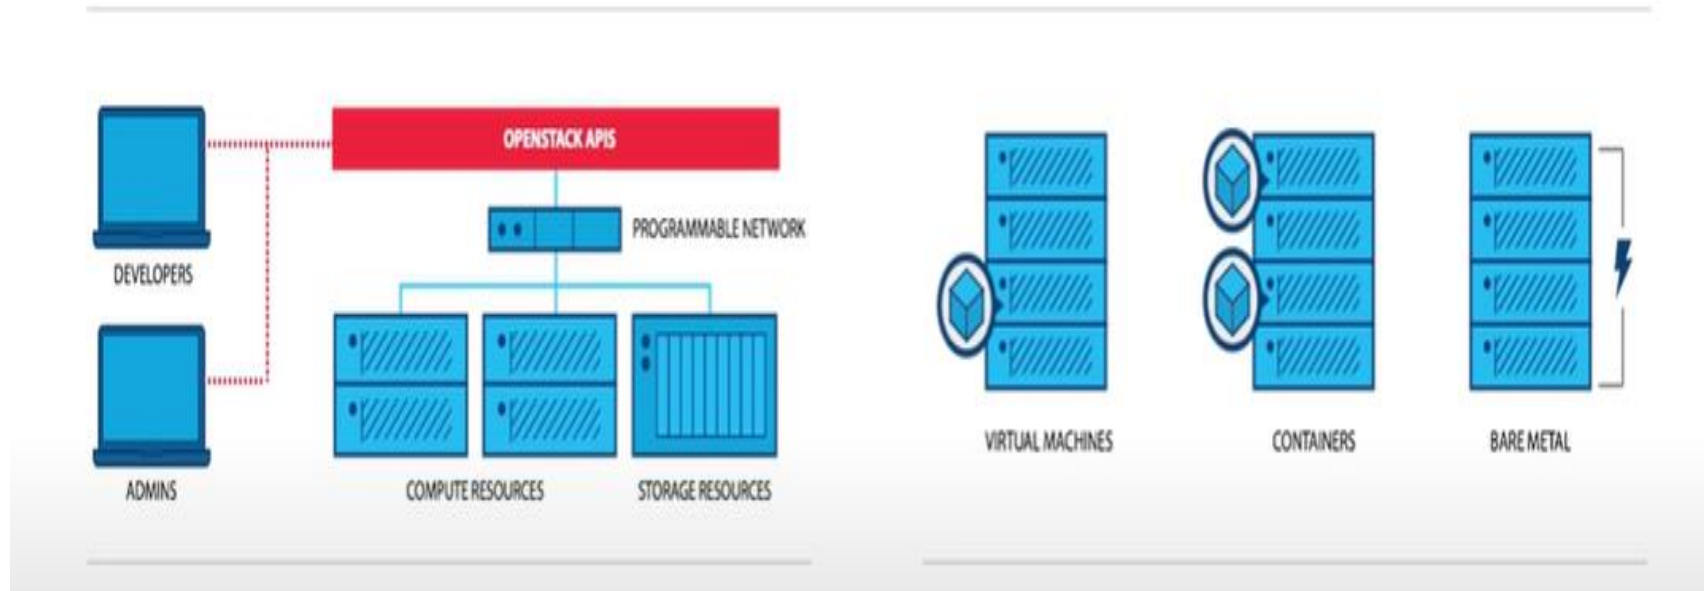 OPENSTACK APIS
PROGRAMMABLE NETWORK
DEVELOPERS
ADMINS
COMPUTE RESOURCES
STORAGE RESOURCES
VIRTUAL MACHINES
CONTAINERS
BARE METAL